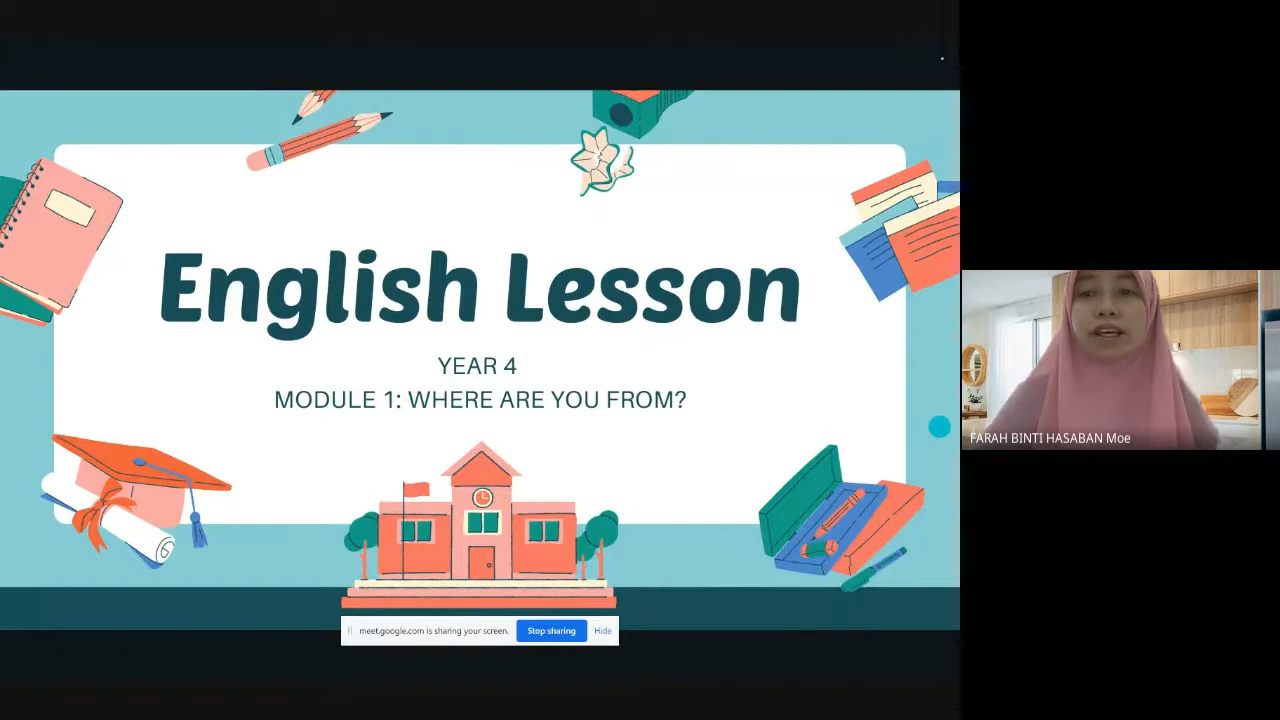 English Lesson
YEAR 4
MODULE 1: WHERE ARE YOU FROM?
FARAH BINTI HASABAN Moe
meet.google.com is sharing your screen.
Stop sharing
Hide